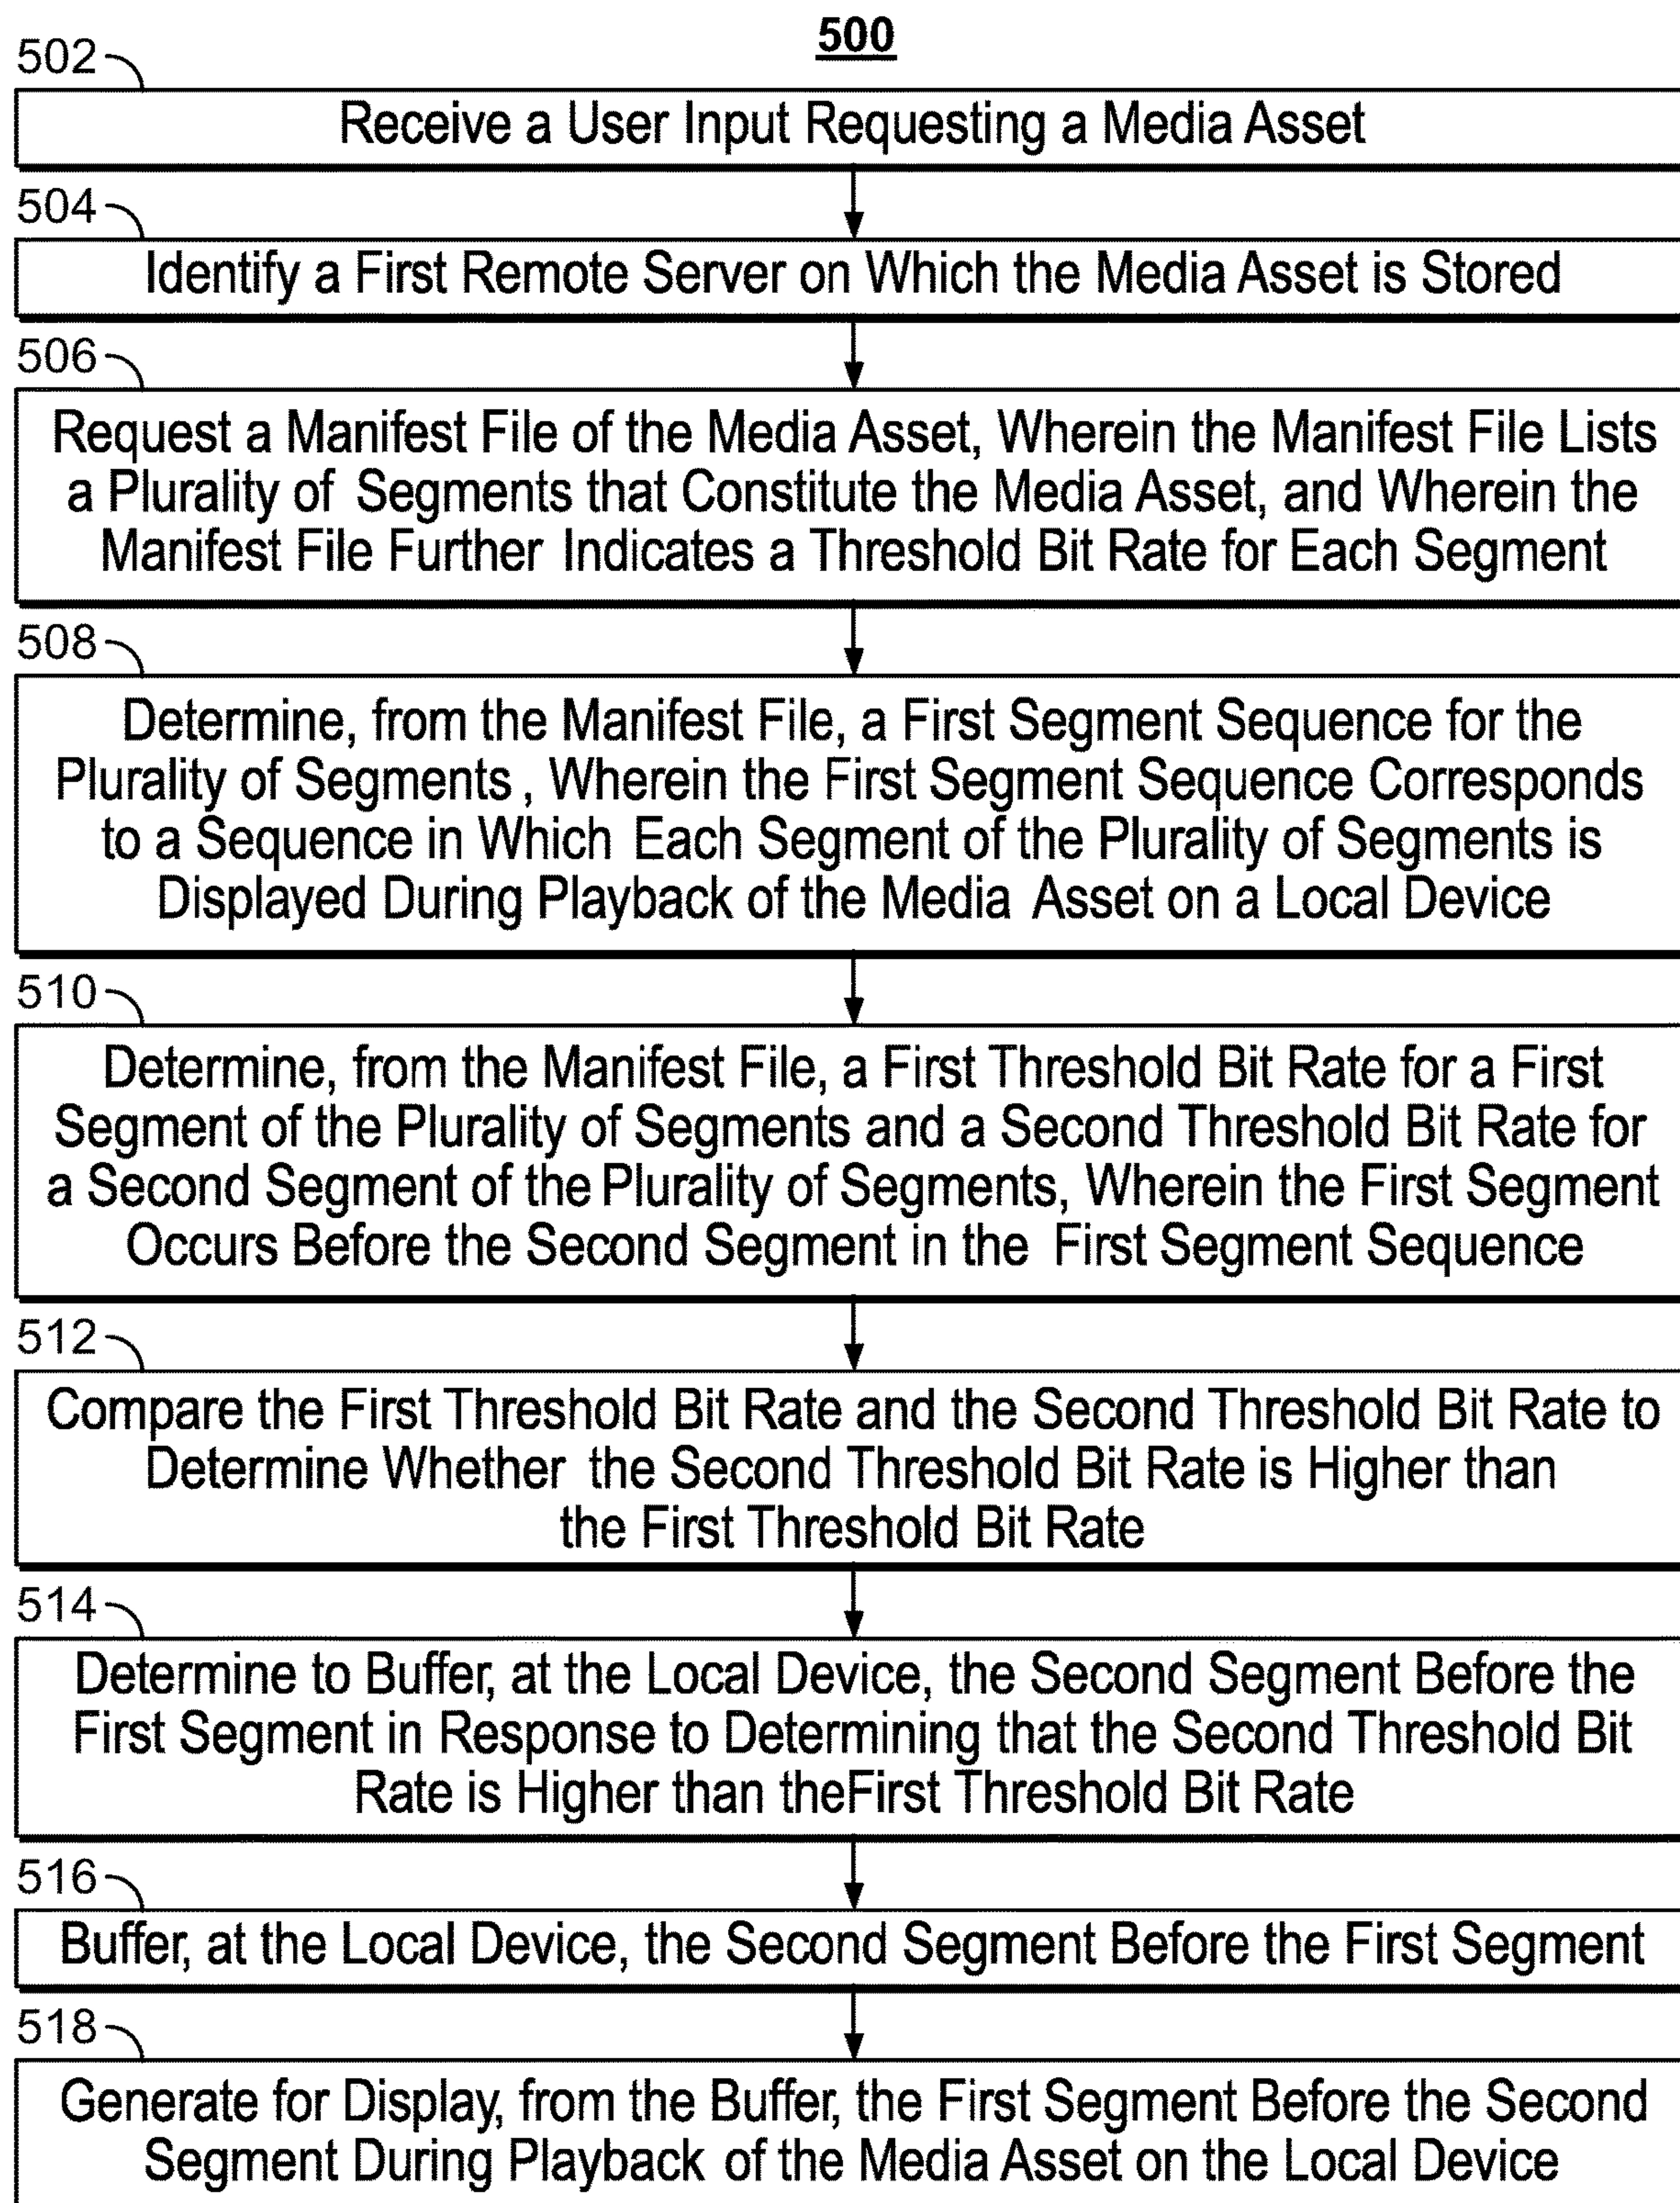 500
502
Receive a User Input Requesting a Media Asset
504
Identify a First Remote Server on Which the Media Asset is Stored
506
Request a Manifest File of the Media Asset, Wherein the Manifest File Lists
a Plurality of Segments that Constitute the Media Asset, and Wherein the
Manifest File Further Indicates a Threshold Bit Rate for Each Segment
508
Determine, from the Manifest File, a First Segment Sequence for the
Plurality of Segments, Wherein the First Segment Sequence Corresponds
to a Sequence in Which Each Segment of the Plurality of Segments is
Displayed During Playback of the Media Asset on a Local Device
510
Determine, from the Manifest File, a First Threshold Bit Rate for a First
Segment of the Plurality of Segments and a Second Threshold Bit Rate for
a Second Segment of the Plurality of Segments, Wherein the First Segment
Occurs Before the Second Segment in the First Segment Sequence
512
Compare the First Threshold Bit Rate and the Second Threshold Bit Rate to
Determine Whether the Second Threshold Bit Rate is Higher than
the First Threshold Bit Rate
514
Determine to Buffer, at the Local Device, the Second Segment Before the
First Segment in Response to Determining that the Second Threshold Bit
Rate is Higher than theFirst Threshold Bit Rate
516
Buffer, at the Local Device, the Second Segment Before the First Segment
518
Generate for Display, from the Buffer, the First Segment Before the Second
Segment During Playback of the Media Asset on the Local Device